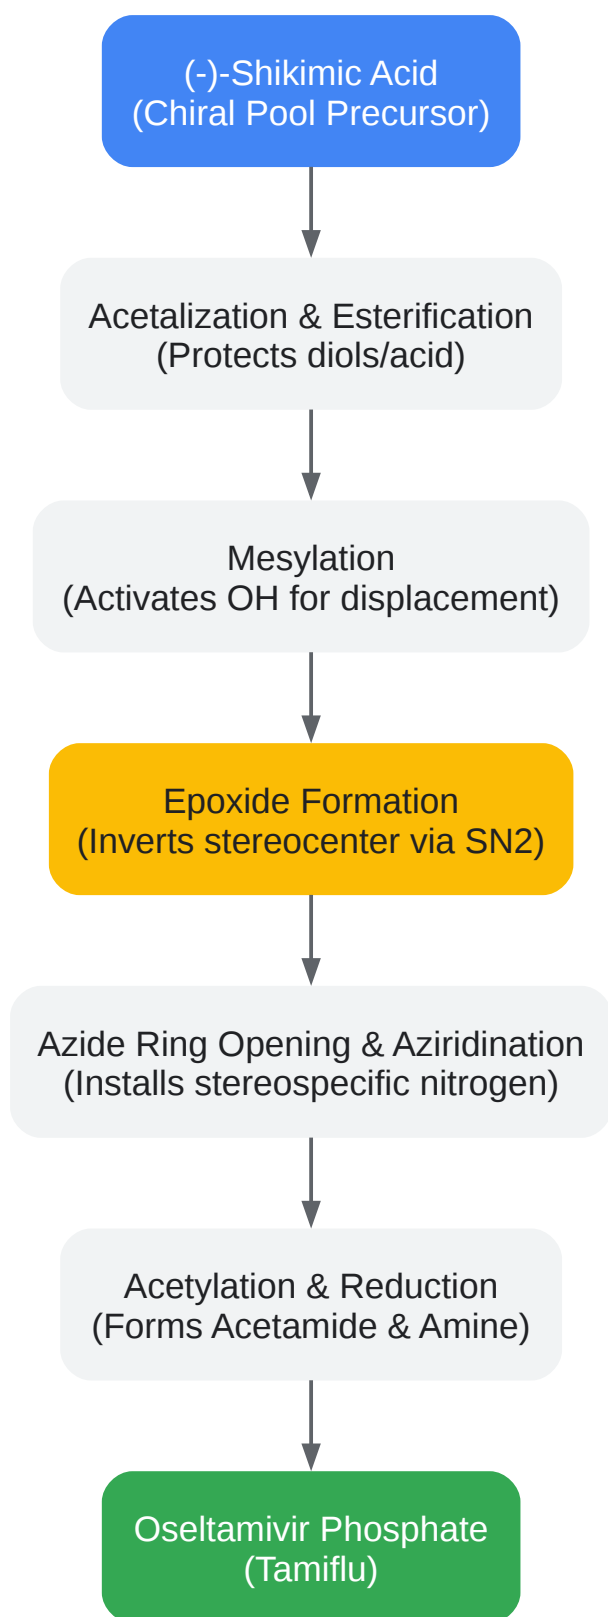 (-)-Shikimic Acid
(Chiral Pool Precursor)
Acetalization & Esterification
(Protects diols/acid)
Mesylation
(Activates OH for displacement)
Epoxide Formation
(Inverts stereocenter via SN2)
Azide Ring Opening & Aziridination
(Installs stereospecific nitrogen)
Acetylation & Reduction
(Forms Acetamide & Amine)
Oseltamivir Phosphate
(Tamiflu)